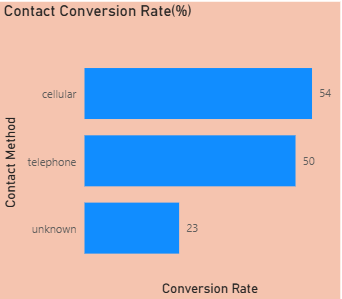 Contact Conversion Rate(%)
Contact Method
cellular
54
telephone
50
unknown
23
Conversion Rate